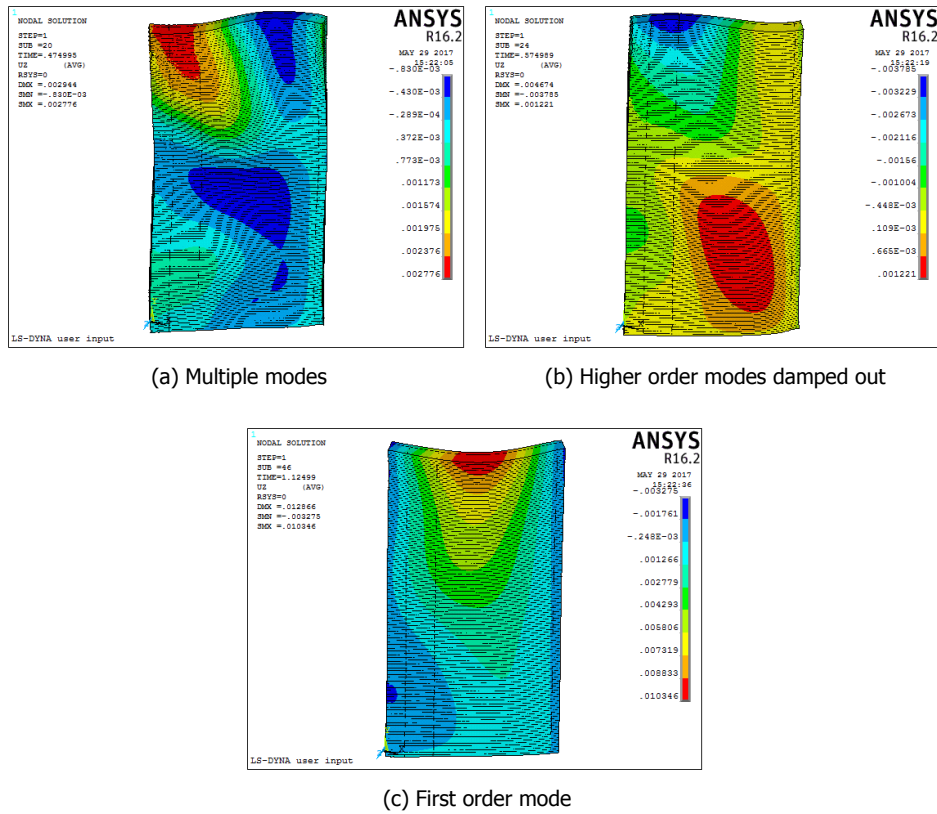 1
NODAL SOLUTION
STEP=1
SUB =20
TIME=.474995
UZ (AVG)
RSYS=0
DMX =.002944
SMN =-.830E-03
SMX =.002776
ANSYS
R16.2
MAY 29 2017
15:22:05
-.830E-03
-.430E-03
-.289E-04
.372E-03
.773E-03
.001173
.001574
.001975
.002376
.002776
LS-DYNA user input
(a) Multiple modes
1
NODAL SOLUTION
STEP=1
SUB =24
TIME=.574989
UZ (AVG)
RSYS=0
DMX =.004674
SMN =-.003785
SMX =.001221
ANSYS
R16.2
MAY 29 2017
15:22:19
-.003785
-.003229
-.002673
-.002116
-.00156
-.001004
-.448E-03
.109E-03
.665E-03
.001221
LS-DYNA user input
(b) Higher order modes damped out
1
NODAL SOLUTION
STEP=1
SUB =46
TIME=1.12499
UZ (AVG)
RSYS=0
DMX =.012866
SMN =-.003275
SMX =.010346
ANSYS
R16.2
MAY 29 2017
15:22:36
-.003275
-.001761
-.248E-03
.001266
.002779
.004293
.005806
.007319
.008833
.010346
LS-DYNA user input
(c) First order mode